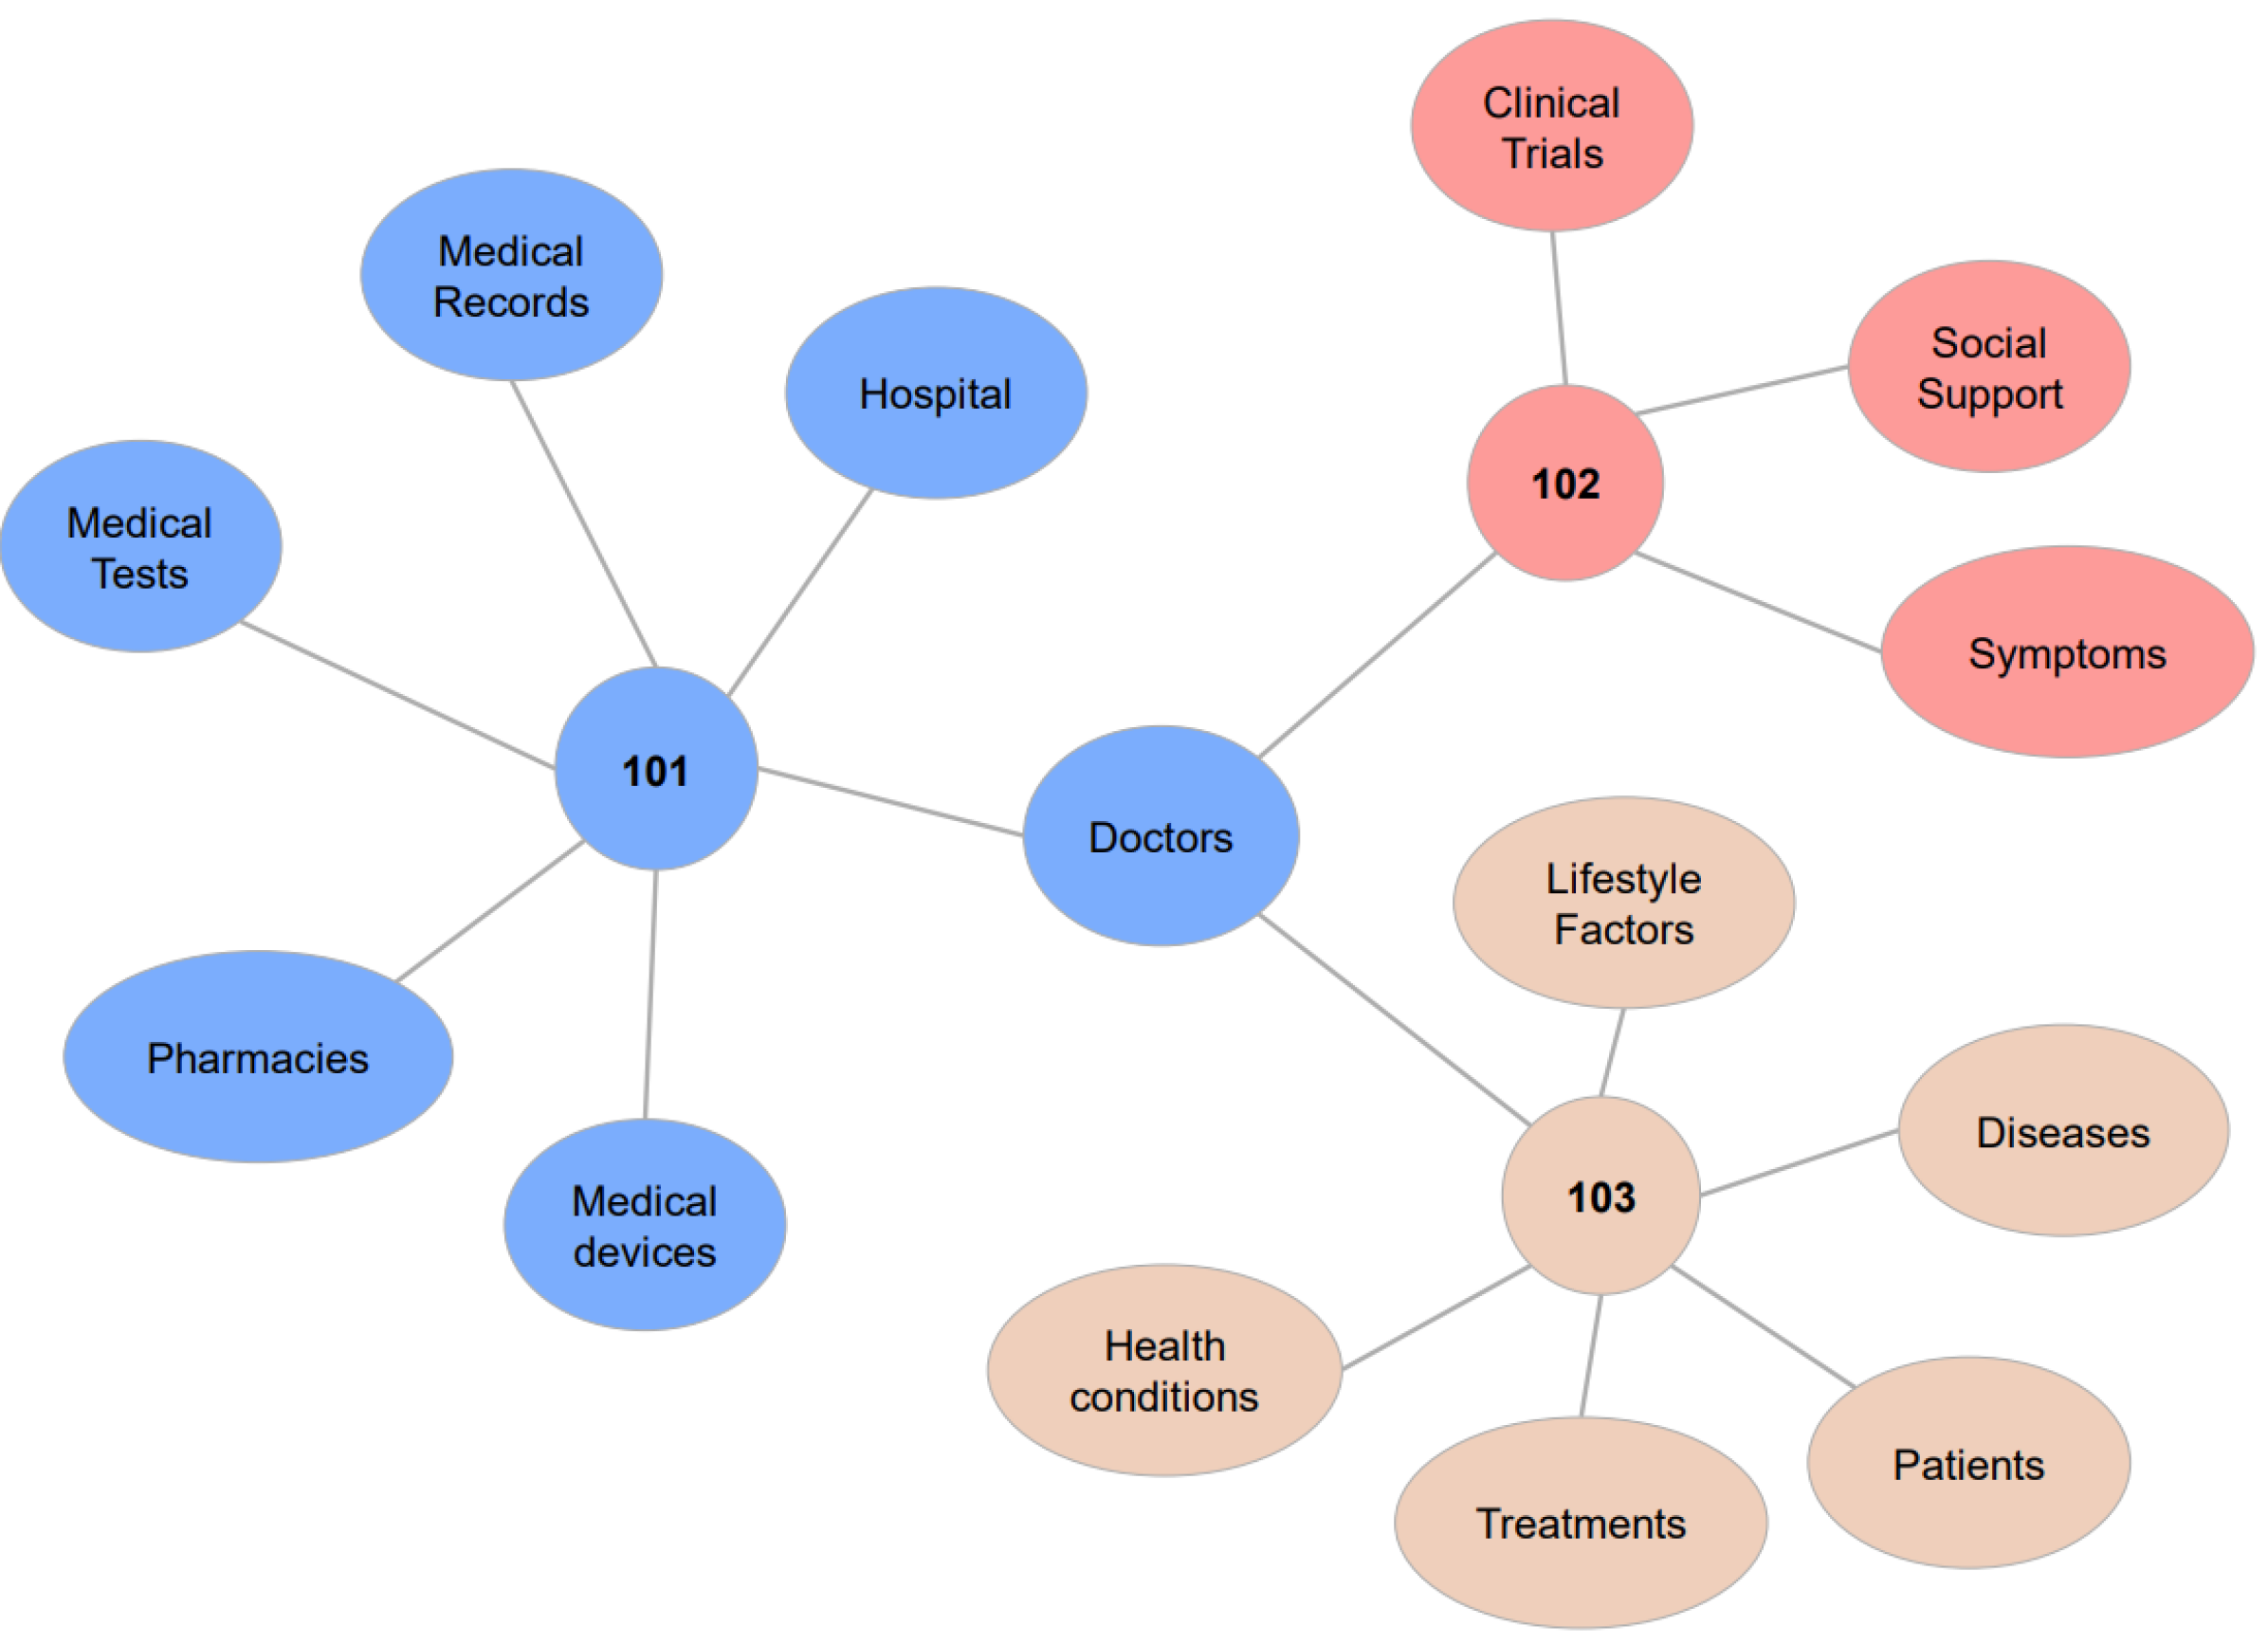 Clinical
Trials
Medical
Records
Hospital
Social
Support
102
Medical
Tests
Symptoms
101
Doctors
Lifestyle
Factors
Pharmacies
Diseases
103
Medical
devices
Health
conditions
Patients
Treatments